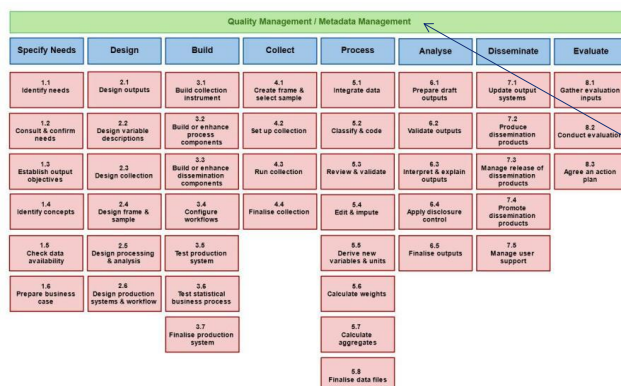 Quality Management / Metadata Management
Specify Needs
Design
Build
Collect
Process
Analyse
Disseminate
Evaluate
1.1
Identify needs
1.2
Consult & confirm
needs
1.3
Establish output
objectives
1.4
Identify concepts
1.5
Check data
availability
1.6
Prepare business
case
2.1
Design outputs
2.2
Design variable
descriptions
2.3
Design collection
2.4
Design frame &
sample
2.5
Design processing
& analysis
2.6
Design production
systems & workflow
3.1
Build collection
instrument
3.2
Build or enhance
process
components
3.3
Build or enhance
dissemination
components
3.4
Configure
workflows
3.5
Test production
system
3.6
Test statistical
business process
3.7
Finalise production
system
4.1
Create frame &
select sample
4.2
Set up collection
4.3
Run collection
4.4
Finalise collection
5.1
Integrate data
5.2
Classify & code
5.3
Review & validate
5.4
Edit & impute
5.5
Derive new
variables & units
5.6
Calculate weights
5.7
Calculate
aggregates
5.8
Finalise data files
6.1
Prepare draft
outputs
6.2
Validate outputs
6.3
Interpret & explain
outputs
6.4
Apply disclosure
control
6.5
Finalise outputs
7.1
Update output
systems
7.2
Produce
dissemination
products
7.3
Manage release of
dissemination
products
7.4
Promote
dissemination
products
7.5
Manage user
support
8.1
Gather evaluation
inputs
8.2
Conduct evaluation
8.3
Agree an action
plan